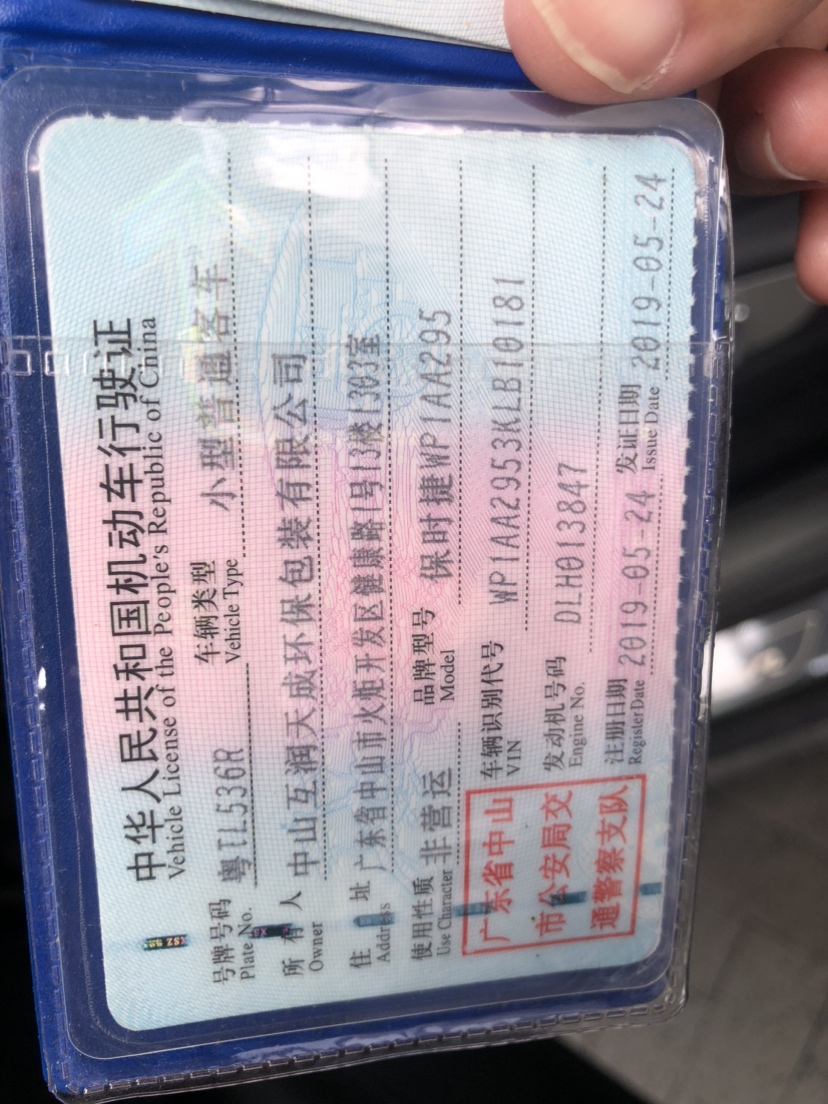 中华人民共和国机动车行驶证
Vehicle License of the People's Republic of China
号牌号码 粤TL536R 车辆类型 小型普通客车
Plate No. Vehicle Type
所有人 中山互润天成环保包装有限公司
Owner
住址 广东省中山市火炬开发区健康路1号13楼1303室
Address
使用性质 非营运 品牌型号 保时捷WP1AA295
Use Character Model
车辆识别代号 WP1AA2953KLB10181
VIN
发动机号码 DLH013847
Engine No.
注册日期 2019-05-24 发证日期 2019-05-24
Register Date Issue Date
广东省中山
市公安局交
通警察支队